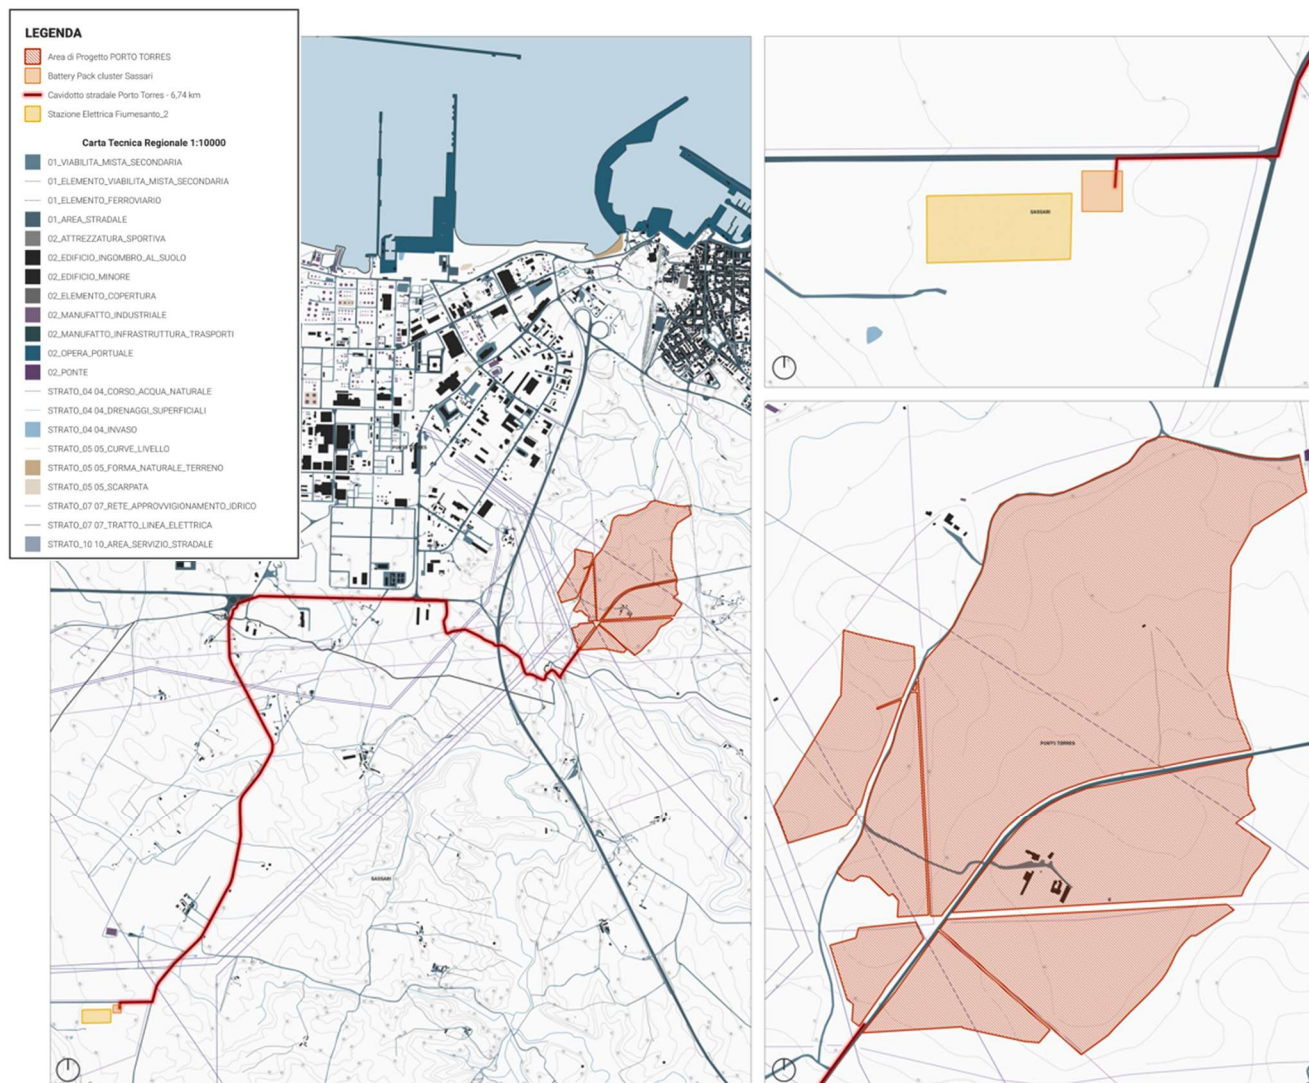 LEGENDA
Area di Progetto PORTO TORRES
Battery Pack cluster Sassari
Cavidotto stradale Porto Torres - 6,74 km
Stazione Elettrica Fiumesanto_2
Carta Tecnica Regionale 1:10000
01_VIABILITA_MISTA_SECONDARIA
01_ELEMENTO_VIABILITA_MISTA_SECONDARIA
01_ELEMENTO_FERROVIARIO
01_AREA_STRADALE
02_ATTREZZATURA_SPORTIVA
02_EDIFICIO_INGOMBRO_AL_SUOLO
02_EDIFICIO_MINORE
02_ELEMENTO_COPERTURA
02_MANUFATTO_INDUSTRIALE
02_MANUFATTO_INFRASTRUTTURA_TRASPORTI
02_OPERA_PORTUALE
02_PONTE
STRATO_04 04_CORSO_ACQUA_NATURALE
STRATO_04 04_DRENAGGI_SUPERFICIALI
STRATO_04 04_INVASO
STRATO_05 05_CURVE_LIVELLO
STRATO_05 05_FORMA_NATURALE_TERRENO
STRATO_05 05_SCARPATA
STRATO_07 07_RETE_APPROVVIGIONAMENTO_IDRICO
STRATO_07 07_TRATTO_LINEA_ELETTRICA
STRATO_10 10_AREA_SERVIZIO_STRADALE
SASSARI
SASSARI
PORTO TORRES